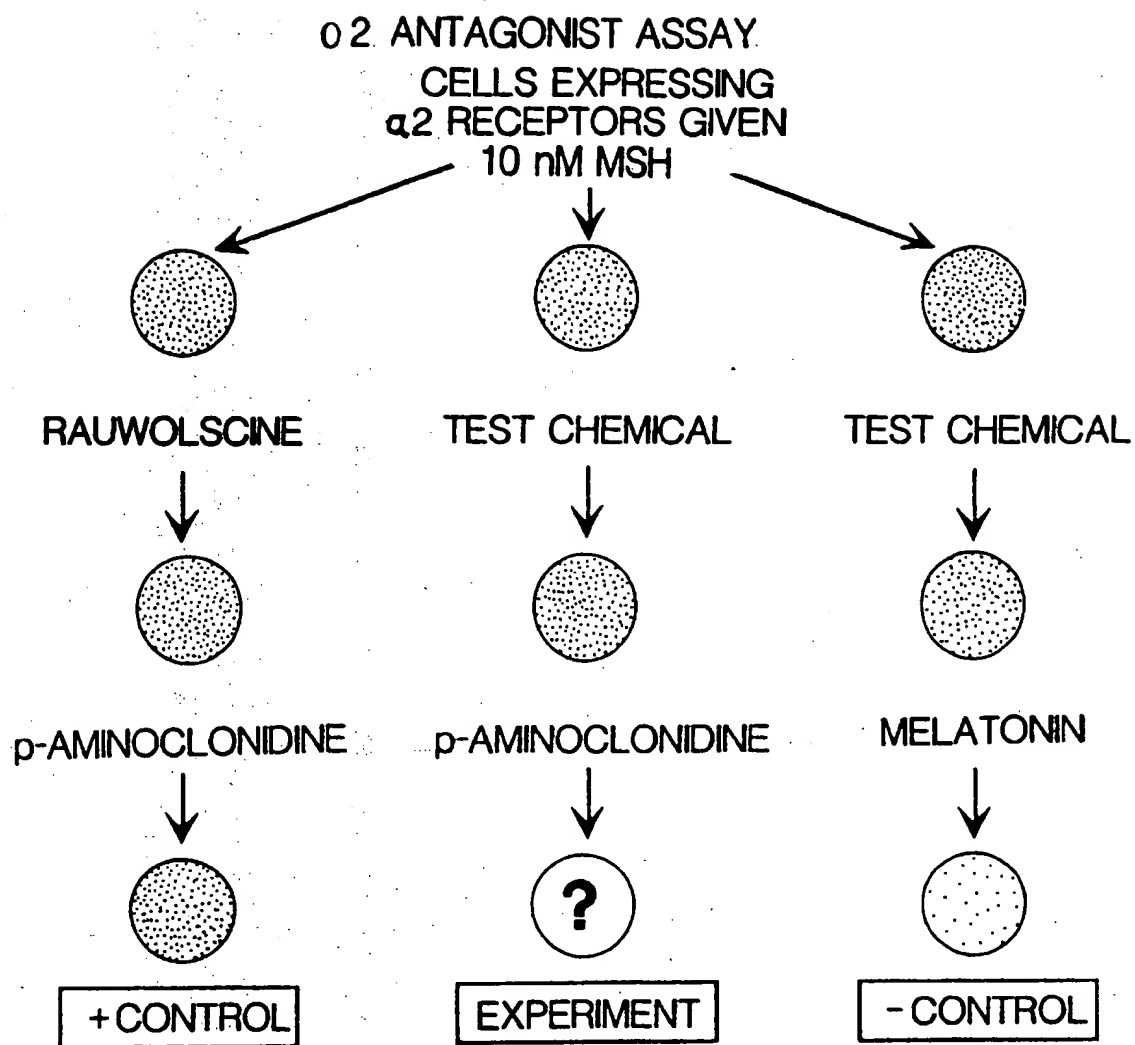 o2 ANTAGONIST ASSAY
CELLS EXPRESSING
α2 RECEPTORS GIVEN
10 nM MSH
RAUWOLSCINE TEST CHEMICAL TEST CHEMICAL
p-AMINOCLONIDINE p-AMINOCLONIDINE MELATONIN
?
+CONTROL EXPERIMENT -CONTROL